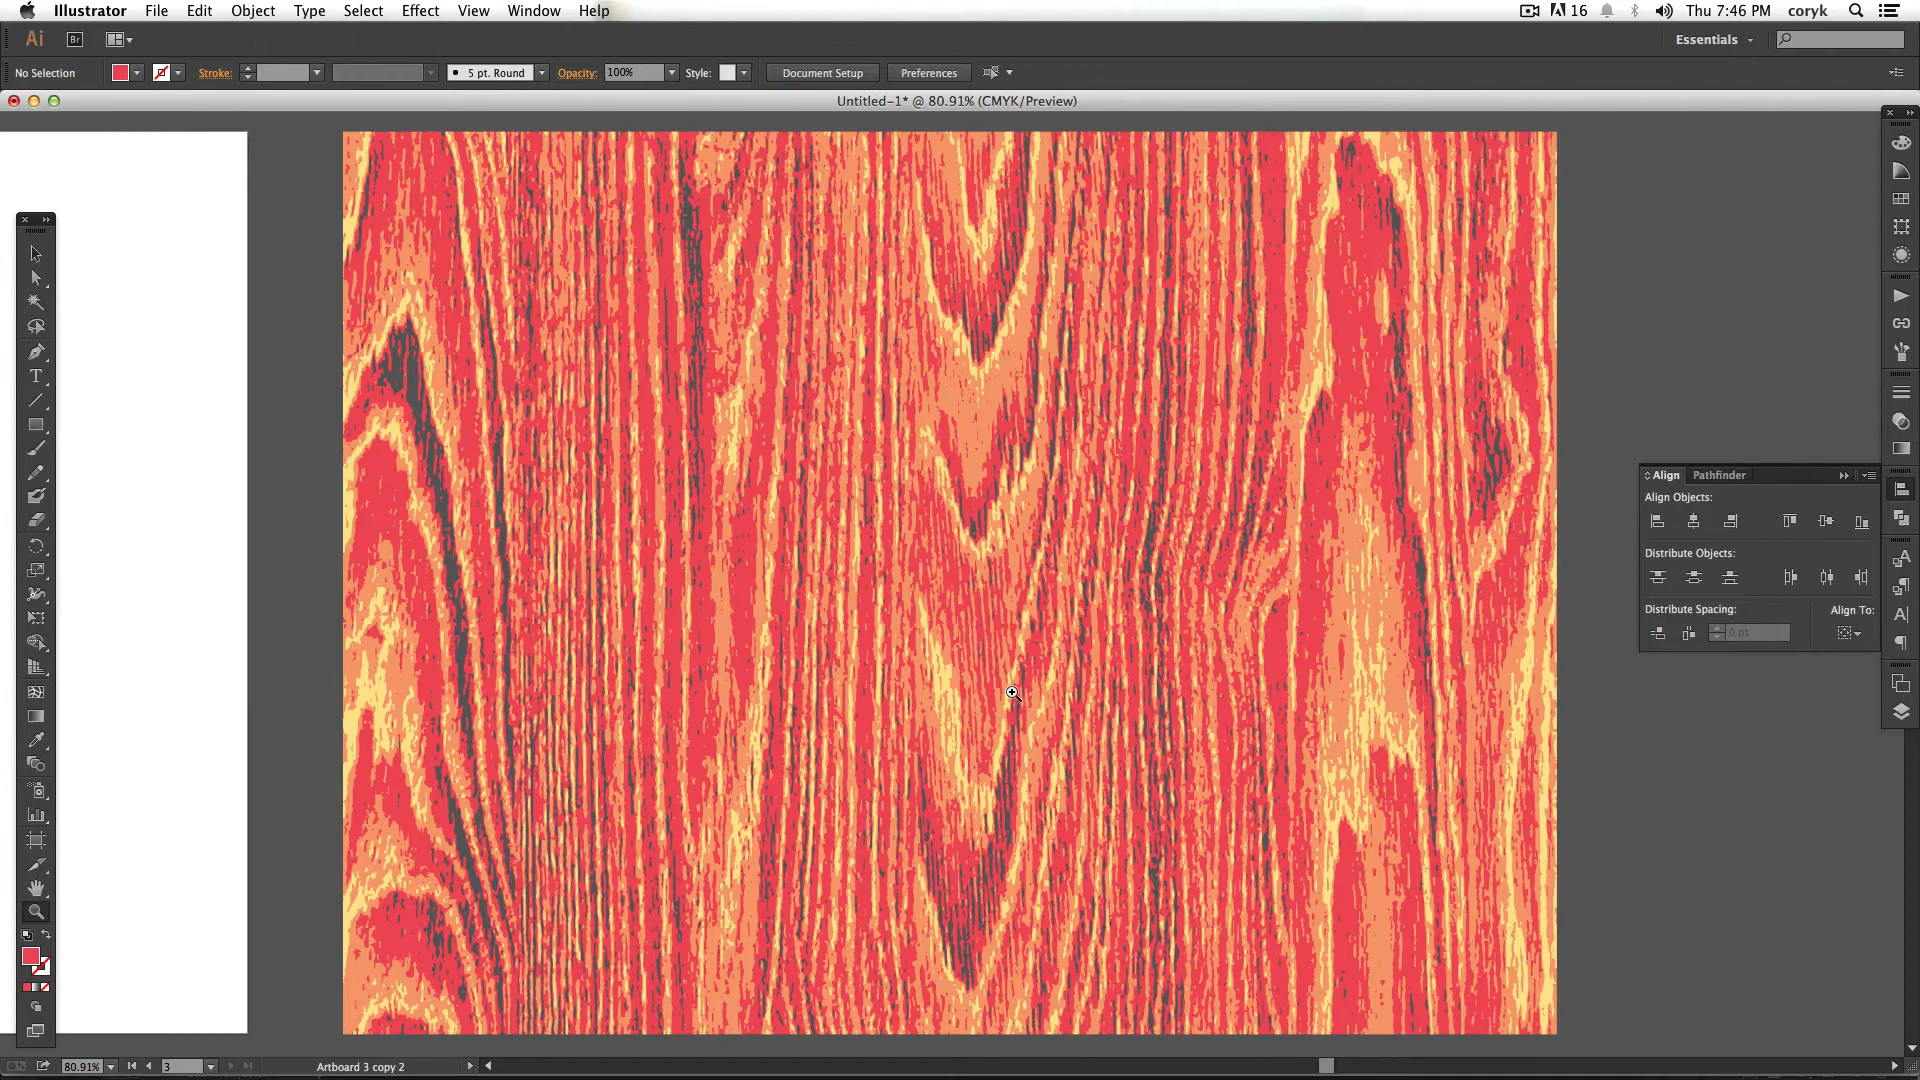 Illustrator File Edit Object Type Select Effect View Window Help 16 Thu 7:46 PM coryk
Ai Br Essentials
No Selection Stroke: 5 pt. Round Opacity: 100% Style: Document Setup Preferences
Untitled-1* @ 80.91% (CMYK/Preview)
Align Pathfinder
Align Objects:
Distribute Objects:
Distribute Spacing: Align To:
0 pt
80.91% 3 Artboard 3 copy 2